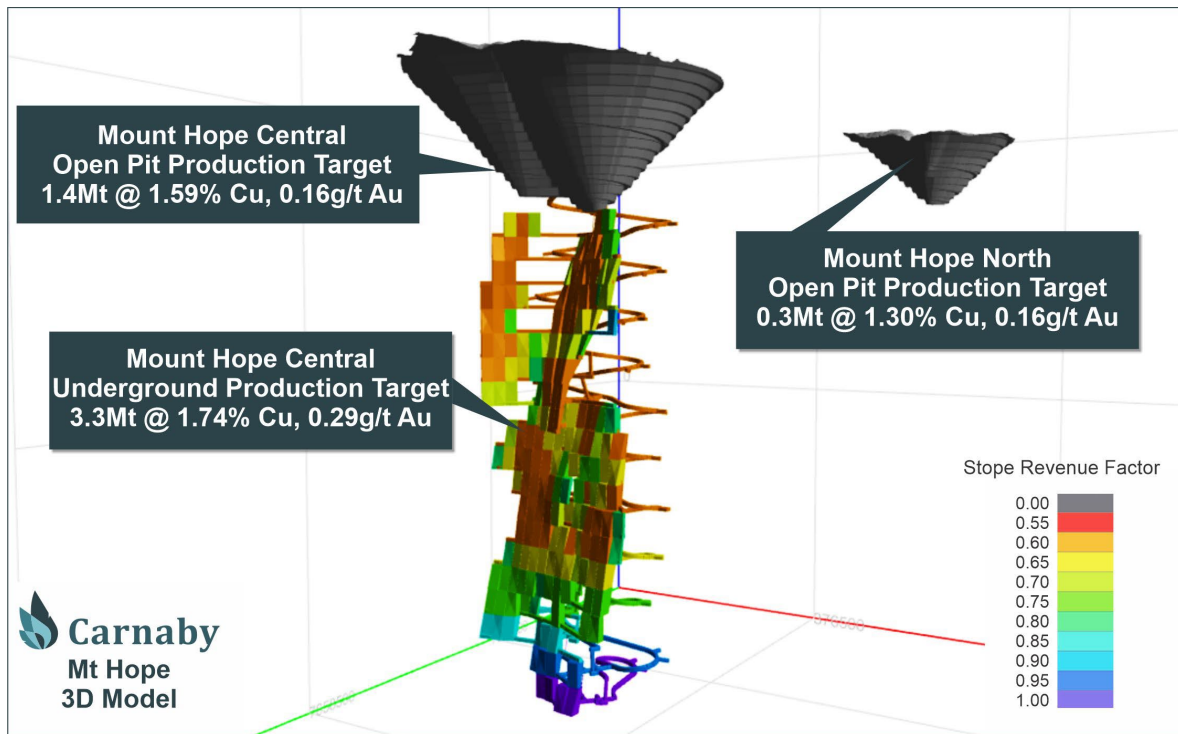 Mount Hope Central
Open Pit Production Target
1.4Mt @ 1.59% Cu, 0.16g/t Au
Mount Hope North
Open Pit Production Target
0.3Mt @ 1.30% Cu, 0.16g/t Au
Mount Hope Central
Underground Production Target
3.3Mt @ 1.74% Cu, 0.29g/t Au
Stope Revenue Factor
0.00
0.55
0.60
0.65
0.70
0.75
0.80
0.85
0.90
0.95
1.00
Carnaby
Mt Hope
3D Model